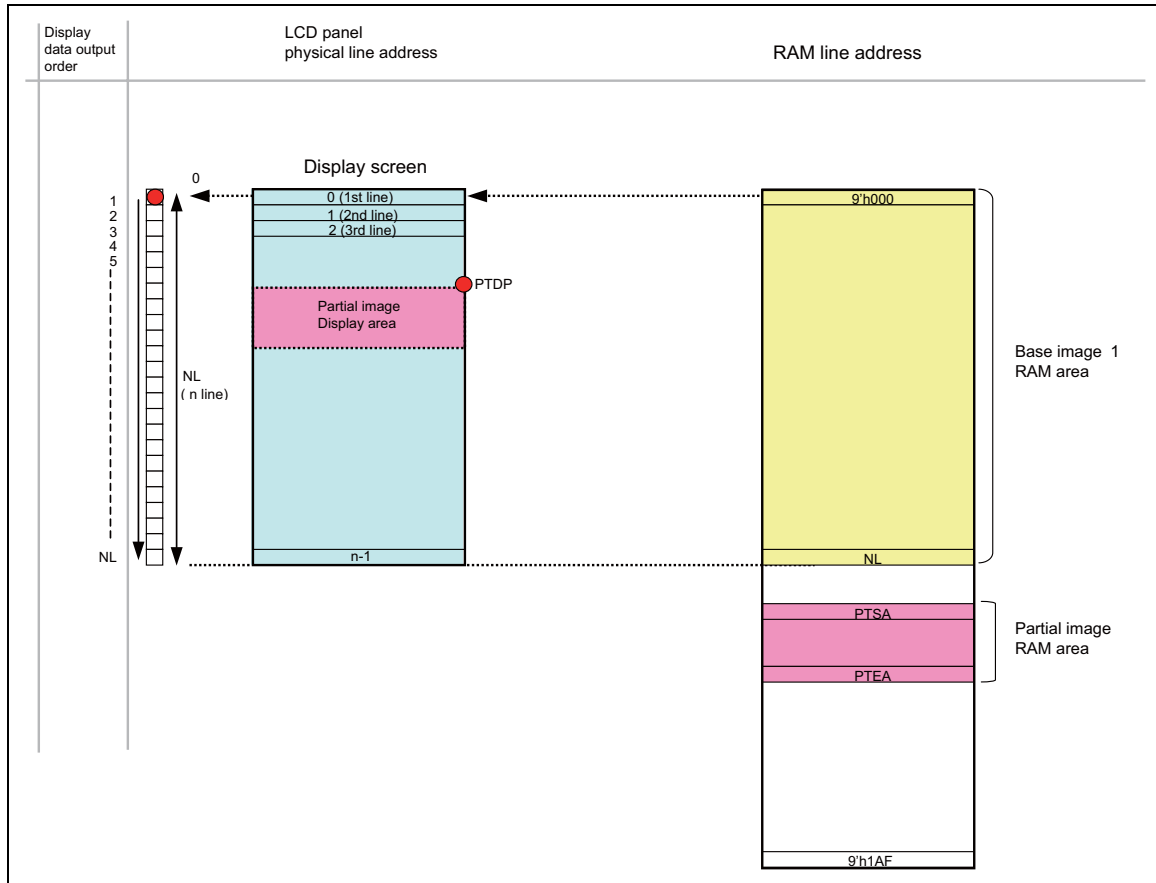 Display
data output
order
LCD panel
physical line address
RAM line address
Display screen
0
1
2
3
4
5
NL
NL
( n line)
0 (1st line)
1 (2nd line)
2 (3rd line)
PTDP
Partial image
Display area
n-1
9'h000
Base image 1
RAM area
NL
PTSA
PTEA
Partial image
RAM area
9'h1AF